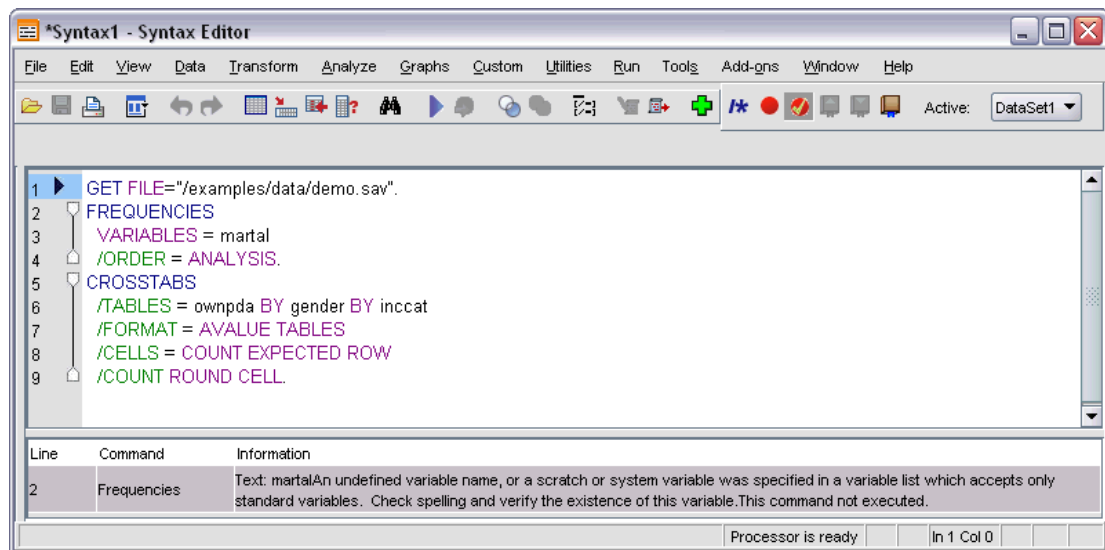 *Syntax1 - Syntax Editor
File Edit View Data Transform Analyze Graphs Custom Utilities Run Tools Add-ons Window Help
Active: DataSet1
1 GET FILE="/examples/data/demo.sav".
2 FREQUENCIES
3 VARIABLES = martal
4 /ORDER = ANALYSIS.
5 CROSSTABS
6 /TABLES = ownpda BY gender BY inccat
7 /FORMAT = AVALUE TABLES
8 /CELLS = COUNT EXPECTED ROW
9 /COUNT ROUND CELL.
Line Command Information
2 Frequencies Text: martalAn undefined variable name, or a scratch or system variable was specified in a variable list which accepts only
standard variables. Check spelling and verify the existence of this variable.This command not executed.
Processor is ready In 1 Col 0